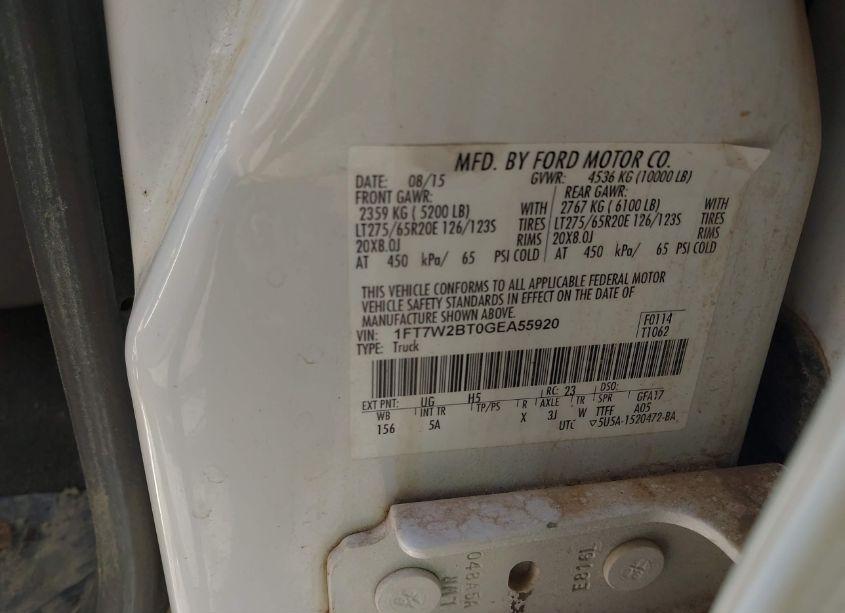 MFD. BY FORD MOTOR CO.
DATE: 08/15 GVWR: 4536 KG (10000 LB)
FRONT GAWR: REAR GAWR:
2359 KG ( 5200 LB) WITH 2767 KG ( 6100 LB) WITH
LT275/65R20E 126/123S TIRES LT275/65R20E 126/123S TIRES
20X8.0J RIMS 20X8.0J RIMS
AT 450 kPa/ 65 PSI COLD AT 450 kPa/ 65 PSI COLD
THIS VEHICLE CONFORMS TO ALL APPLICABLE FEDERAL MOTOR
VEHICLE SAFETY STANDARDS IN EFFECT ON THE DATE OF
MANUFACTURE SHOWN ABOVE.
VIN: 1FT7W2BT0GEA55920 F0114
TYPE: Truck T1062
EXT PNT: UG H5 RC: 23 DSO:
WB INT TR TP/PS R AXLE TR SPR GFA17
156 5A X 3J W TTFF A05
UTC ▽5U5A-1520472-BA
048A5A
E816L